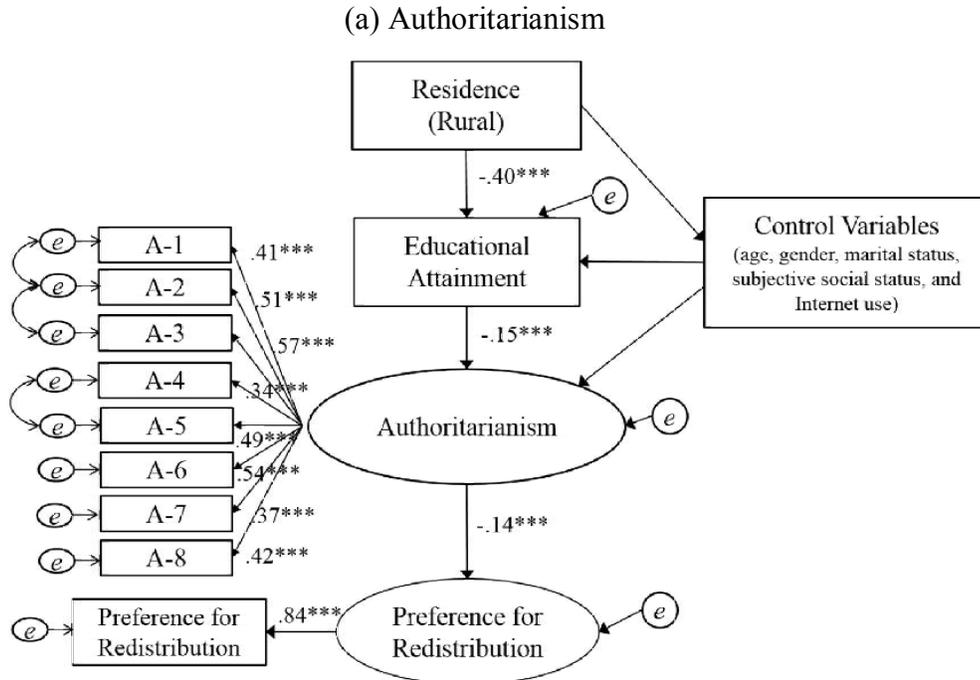 (a) Authoritarianism
Residence
(Rural)
-.40***
e
Educational
Attainment
Control Variables
(age, gender, marital status,
subjective social status, and
Internet use)
-.15***
e
A-1
.41***
e
A-2
.51***
e
A-3
.57***
e
A-4
.34***
e
A-5
.49***
e
A-6
.54***
e
A-7
.37***
e
A-8
.42***
Authoritarianism
e
-.14***
e
Preference for
Redistribution
.84***
Preference for
Redistribution
e